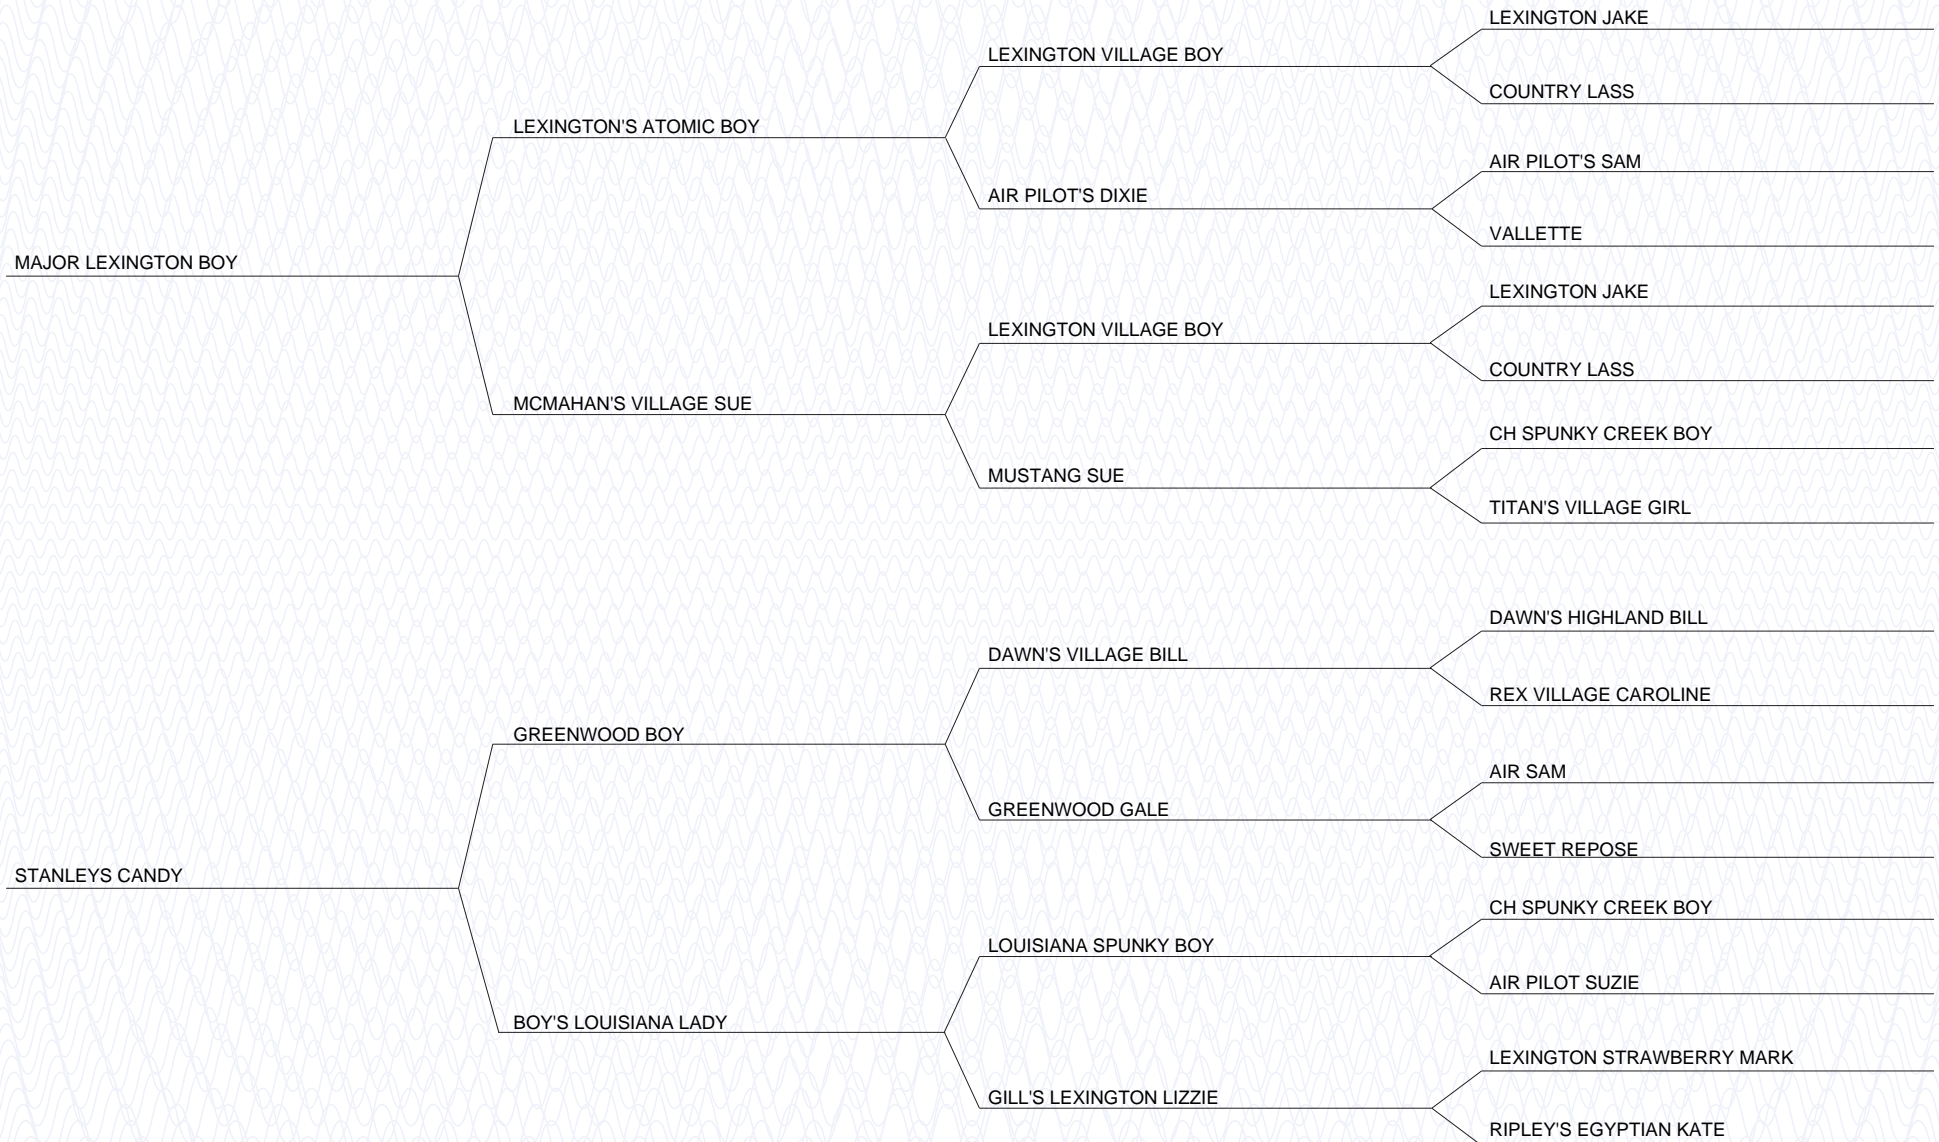 LEXINGTON JAKE
LEXINGTON VILLAGE BOY
COUNTRY LASS
LEXINGTON'S ATOMIC BOY
AIR PILOT'S SAM
AIR PILOT'S DIXIE
VALLETTE
MAJOR LEXINGTON BOY
LEXINGTON JAKE
LEXINGTON VILLAGE BOY
COUNTRY LASS
MCMAHAN'S VILLAGE SUE
CH SPUNKY CREEK BOY
MUSTANG SUE
TITAN'S VILLAGE GIRL
DAWN'S HIGHLAND BILL
DAWN'S VILLAGE BILL
REX VILLAGE CAROLINE
GREENWOOD BOY
AIR SAM
GREENWOOD GALE
SWEET REPOSE
STANLEYS CANDY
CH SPUNKY CREEK BOY
LOUISIANA SPUNKY BOY
AIR PILOT SUZIE
BOY'S LOUISIANA LADY
LEXINGTON STRAWBERRY MARK
GILL'S LEXINGTON LIZZIE
RIPLEY'S EGYPTIAN KATE